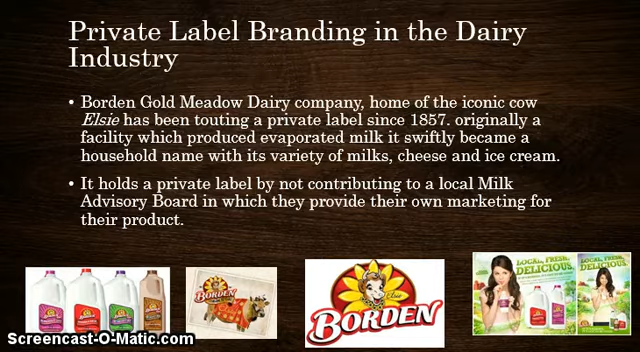 Private Label Branding in the Dairy
Industry
• Borden Gold Meadow Dairy company, home of the iconic cow
Elsie has been touting a private label since 1857. originally a
facility which produced evaporated milk it swiftly became a
household name with its variety of milks, cheese and ice cream.
• It holds a private label by not contributing to a local Milk
Advisory Board in which they provide their own marketing for
their product.
BORDEN
Elsie
BORDEN
LOCAL, FRESH,
DELICIOUS.
LOCAL, FRESH,
DELICIOUS.
Screencast-O-Matic.com